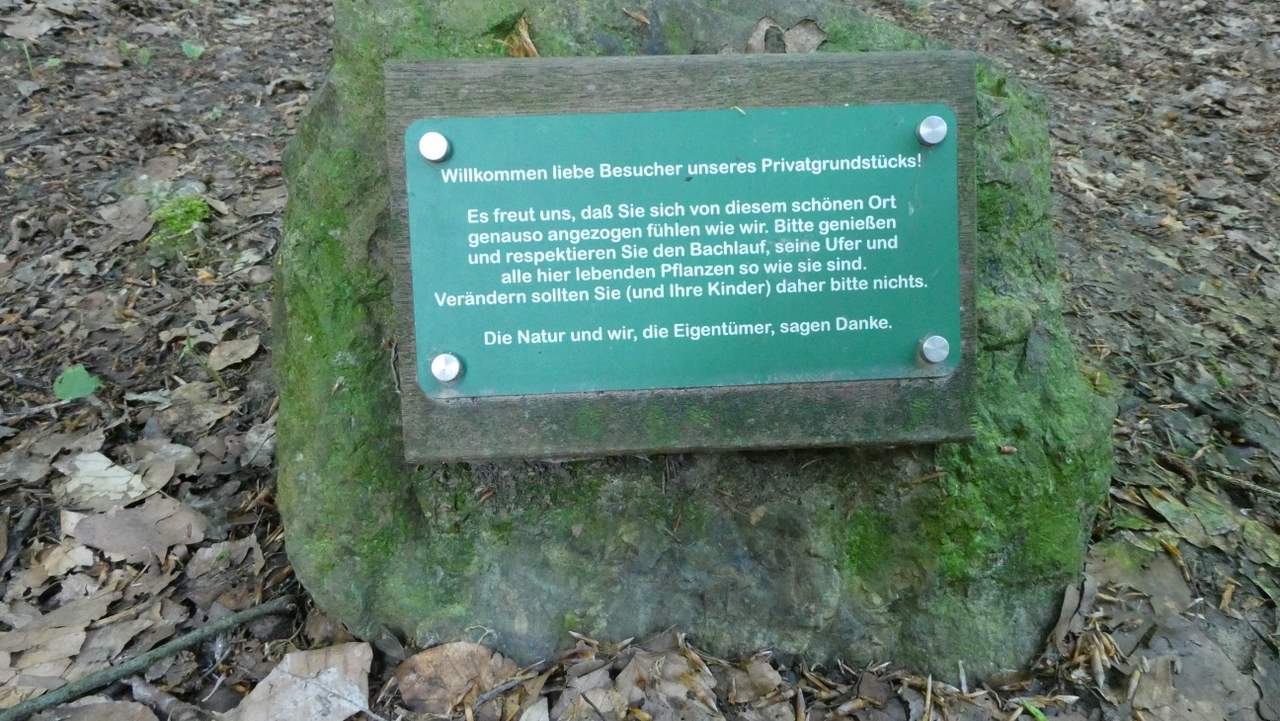 Willkommen liebe Besucher unseres Privatgrundstücks!
Es freut uns, daß Sie sich von diesem schönen Ort
genauso angezogen fühlen wie wir. Bitte genießen
und respektieren Sie den Bachlauf, seine Ufer und
alle hier lebenden Pflanzen so wie sie sind.
Verändern sollten Sie (und Ihre Kinder) daher bitte nichts.
Die Natur und wir, die Eigentümer, sagen Danke.